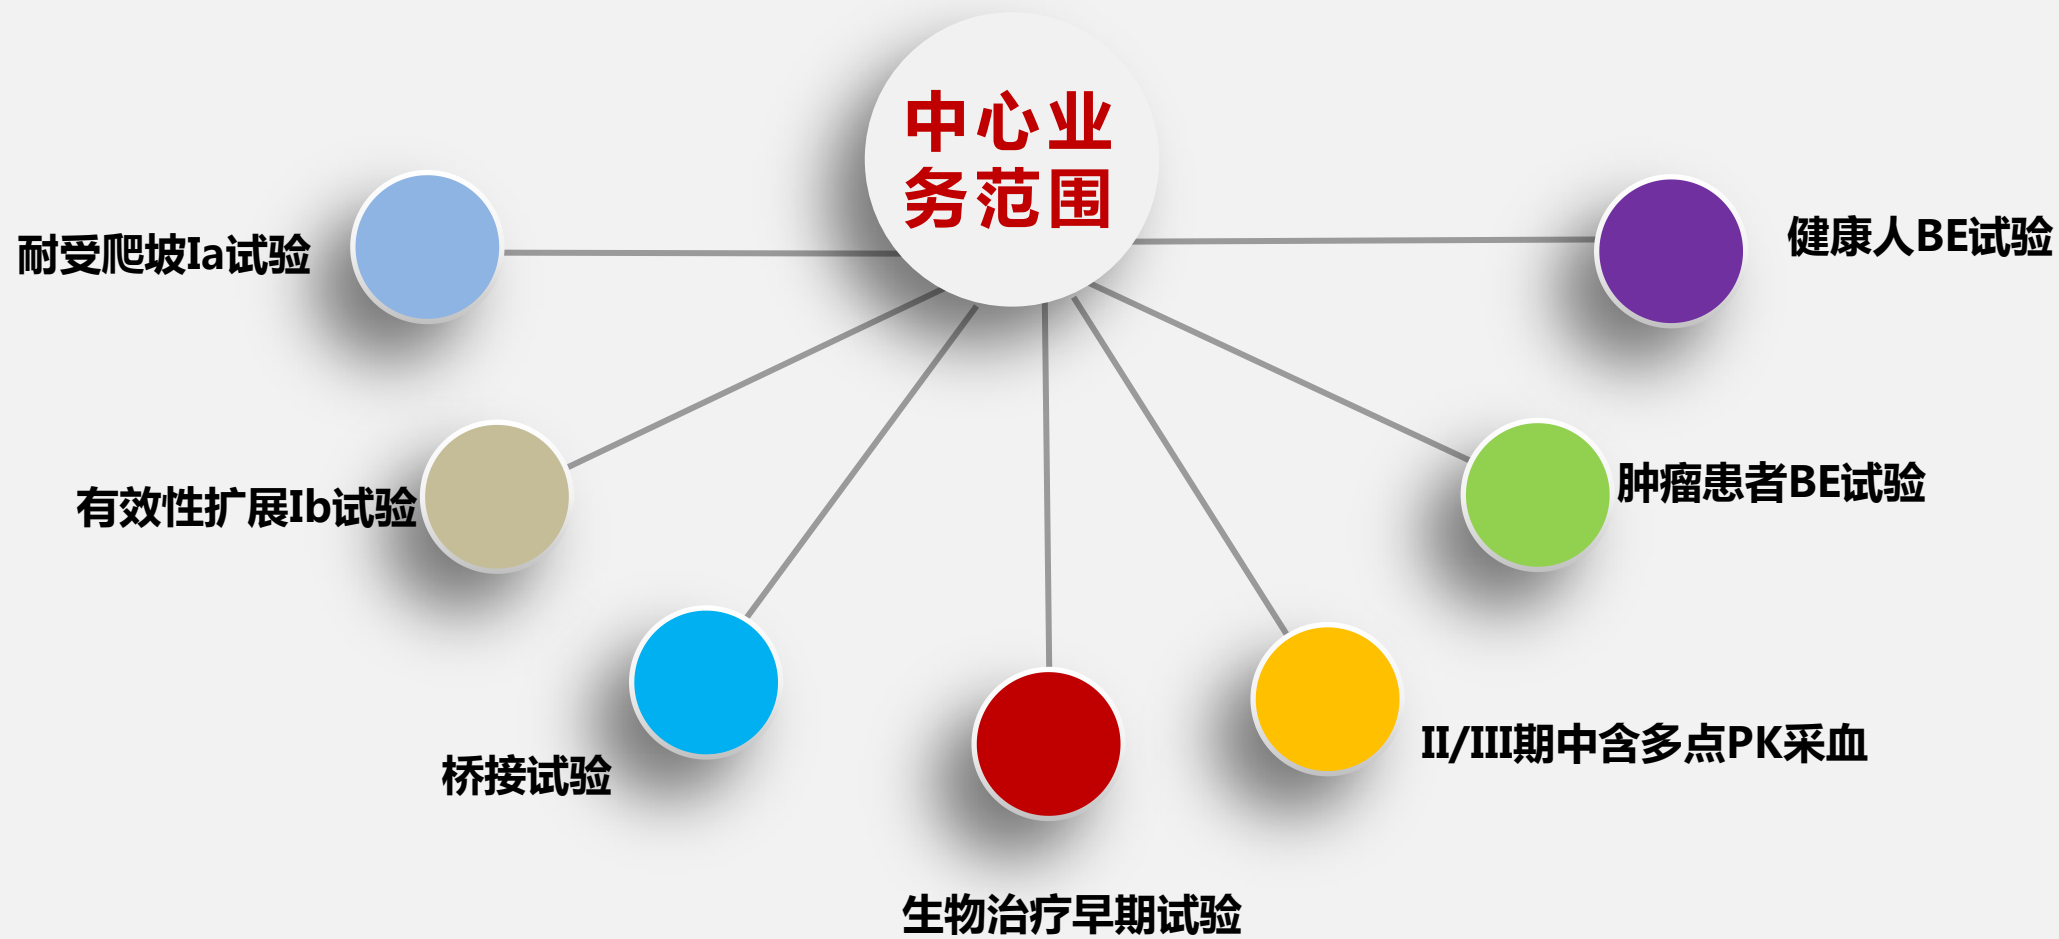 中心业
务范围
耐受爬坡Ia试验
健康人BE试验
有效性扩展Ib试验
肿瘤患者BE试验
桥接试验
II/III期中含多点PK采血
生物治疗早期试验